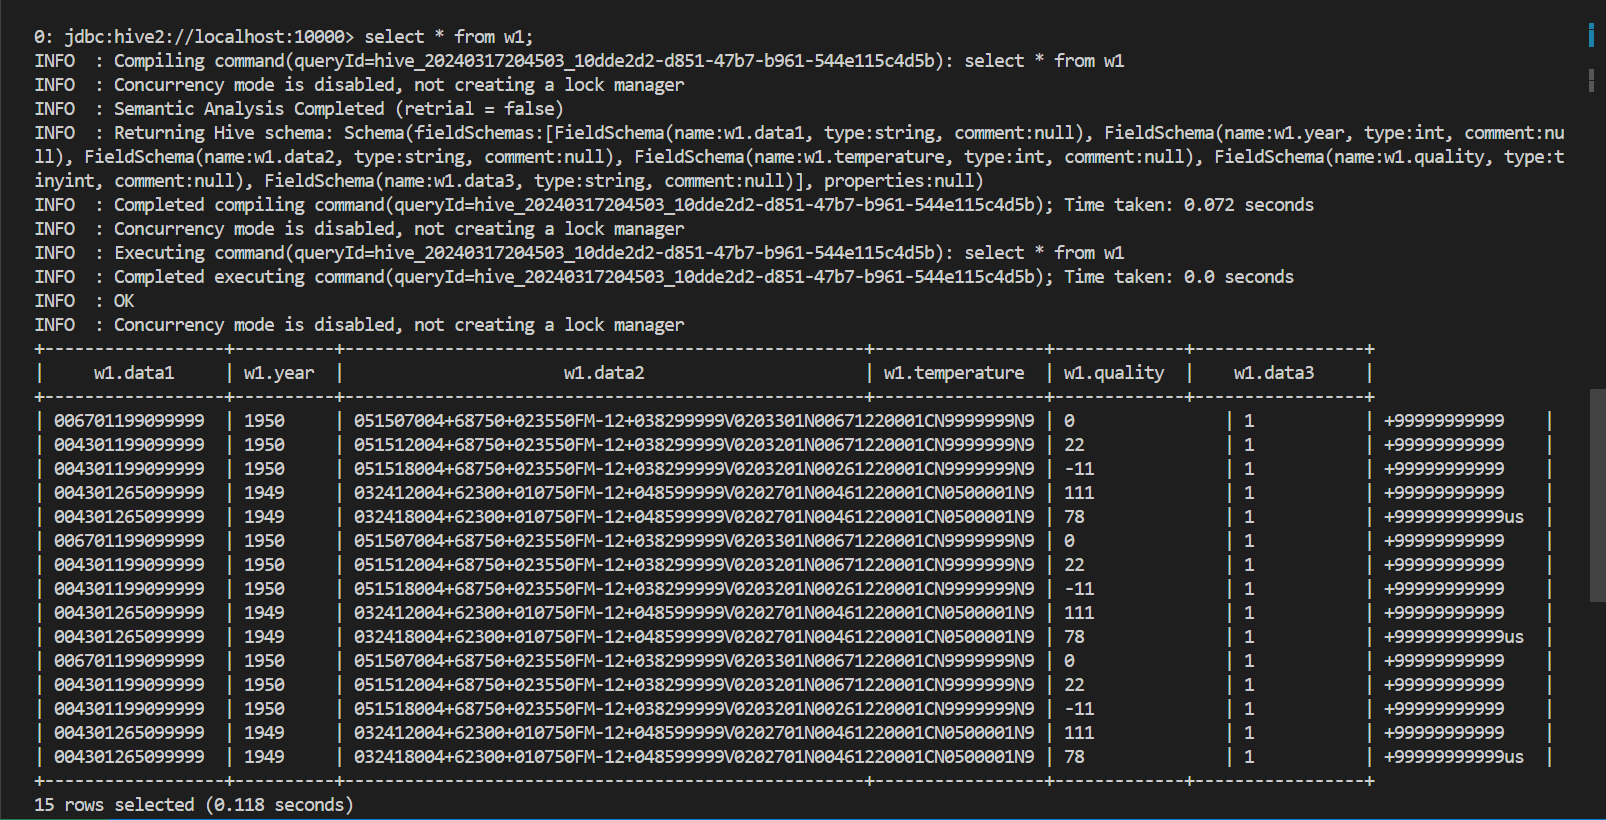 0: jdbc:hive2://localhost:10000> select * from w1;
INFO  : Compiling command(queryId=hive_20240317204503_10dde2d2-d851-47b7-b961-544e115c4d5b): select * from w1
INFO  : Concurrency mode is disabled, not creating a lock manager
INFO  : Semantic Analysis Completed (retrial = false)
INFO  : Returning Hive schema: Schema(fieldSchemas:[FieldSchema(name:w1.data1, type:string, comment:null), FieldSchema(name:w1.year, type:int, comment:nu
ll), FieldSchema(name:w1.data2, type:string, comment:null), FieldSchema(name:w1.temperature, type:int, comment:null), FieldSchema(name:w1.quality, type:t
inyint, comment:null), FieldSchema(name:w1.data3, type:string, comment:null)], properties:null)
INFO  : Completed compiling command(queryId=hive_20240317204503_10dde2d2-d851-47b7-b961-544e115c4d5b); Time taken: 0.072 seconds
INFO  : Concurrency mode is disabled, not creating a lock manager
INFO  : Executing command(queryId=hive_20240317204503_10dde2d2-d851-47b7-b961-544e115c4d5b): select * from w1
INFO  : Completed executing command(queryId=hive_20240317204503_10dde2d2-d851-47b7-b961-544e115c4d5b); Time taken: 0.0 seconds
INFO  : OK
INFO  : Concurrency mode is disabled, not creating a lock manager
+------------------+----------+----------------------------------------------------+-----------------+-------------+-----------------+
|     w1.data1     | w1.year  |                      w1.data2                      | w1.temperature  | w1.quality  |    w1.data3     |
+------------------+----------+----------------------------------------------------+-----------------+-------------+-----------------+
| 006701199099999  | 1950     | 051507004+68750+023550FM-12+038299999V0203301N00671220001CN9999999N9 | 0               | 1           | +99999999999    |
| 004301199099999  | 1950     | 051512004+68750+023550FM-12+038299999V0203201N00671220001CN9999999N9 | 22              | 1           | +99999999999    |
| 004301199099999  | 1950     | 051518004+68750+023550FM-12+038299999V0203201N00261220001CN9999999N9 | -11             | 1           | +99999999999    |
| 004301265099999  | 1949     | 032412004+62300+010750FM-12+048599999V0202701N00461220001CN0500001N9 | 111             | 1           | +99999999999    |
| 004301265099999  | 1949     | 032418004+62300+010750FM-12+048599999V0202701N00461220001CN0500001N9 | 78              | 1           | +99999999999us  |
| 006701199099999  | 1950     | 051507004+68750+023550FM-12+038299999V0203301N00671220001CN9999999N9 | 0               | 1           | +99999999999    |
| 004301199099999  | 1950     | 051512004+68750+023550FM-12+038299999V0203201N00671220001CN9999999N9 | 22              | 1           | +99999999999    |
| 004301199099999  | 1950     | 051518004+68750+023550FM-12+038299999V0203201N00261220001CN9999999N9 | -11             | 1           | +99999999999    |
| 004301265099999  | 1949     | 032412004+62300+010750FM-12+048599999V0202701N00461220001CN0500001N9 | 111             | 1           | +99999999999    |
| 004301265099999  | 1949     | 032418004+62300+010750FM-12+048599999V0202701N00461220001CN0500001N9 | 78              | 1           | +99999999999us  |
| 006701199099999  | 1950     | 051507004+68750+023550FM-12+038299999V0203301N00671220001CN9999999N9 | 0               | 1           | +99999999999    |
| 004301199099999  | 1950     | 051512004+68750+023550FM-12+038299999V0203201N00671220001CN9999999N9 | 22              | 1           | +99999999999    |
| 004301199099999  | 1950     | 051518004+68750+023550FM-12+038299999V0203201N00261220001CN9999999N9 | -11             | 1           | +99999999999    |
| 004301265099999  | 1949     | 032412004+62300+010750FM-12+048599999V0202701N00461220001CN0500001N9 | 111             | 1           | +99999999999    |
| 004301265099999  | 1949     | 032418004+62300+010750FM-12+048599999V0202701N00461220001CN0500001N9 | 78              | 1           | +99999999999us  |
+------------------+----------+----------------------------------------------------+-----------------+-------------+-----------------+
15 rows selected (0.118 seconds)